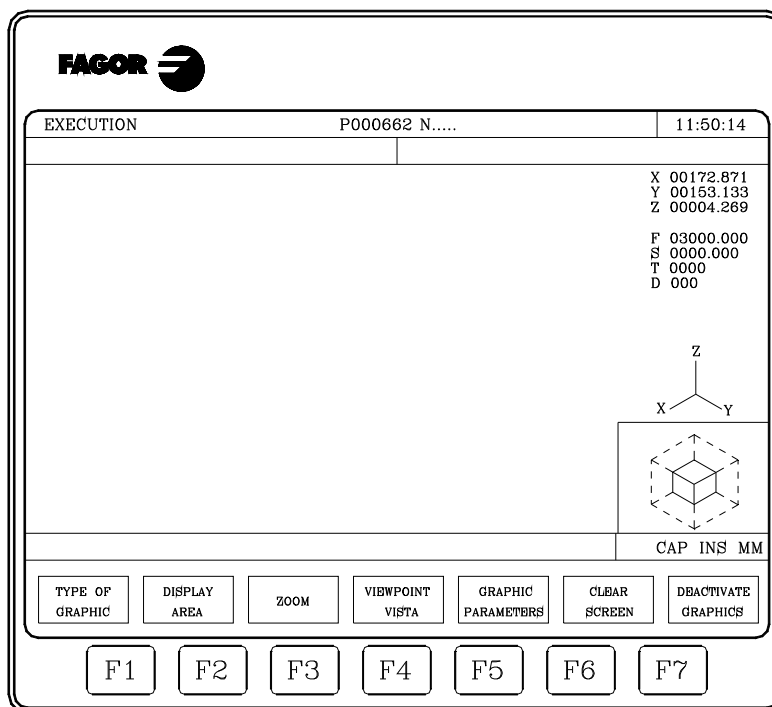 FAGOR
EXECUTION P000662 N..... 11:50:14
X 00172.871
Y 00153.133
Z 00004.269
F 03000.000
S 0000.000
T 0000
D 000
Z
X Y
CAP INS MM
TYPE OF
GRAPHIC
DISPLAY
AREA
ZOOM
VIEWPOINT
VISTA
GRAPHIC
PARAMETERS
CLEAR
SCREEN
DEACTIVATE
GRAPHICS
F1 F2 F3 F4 F5 F6 F7